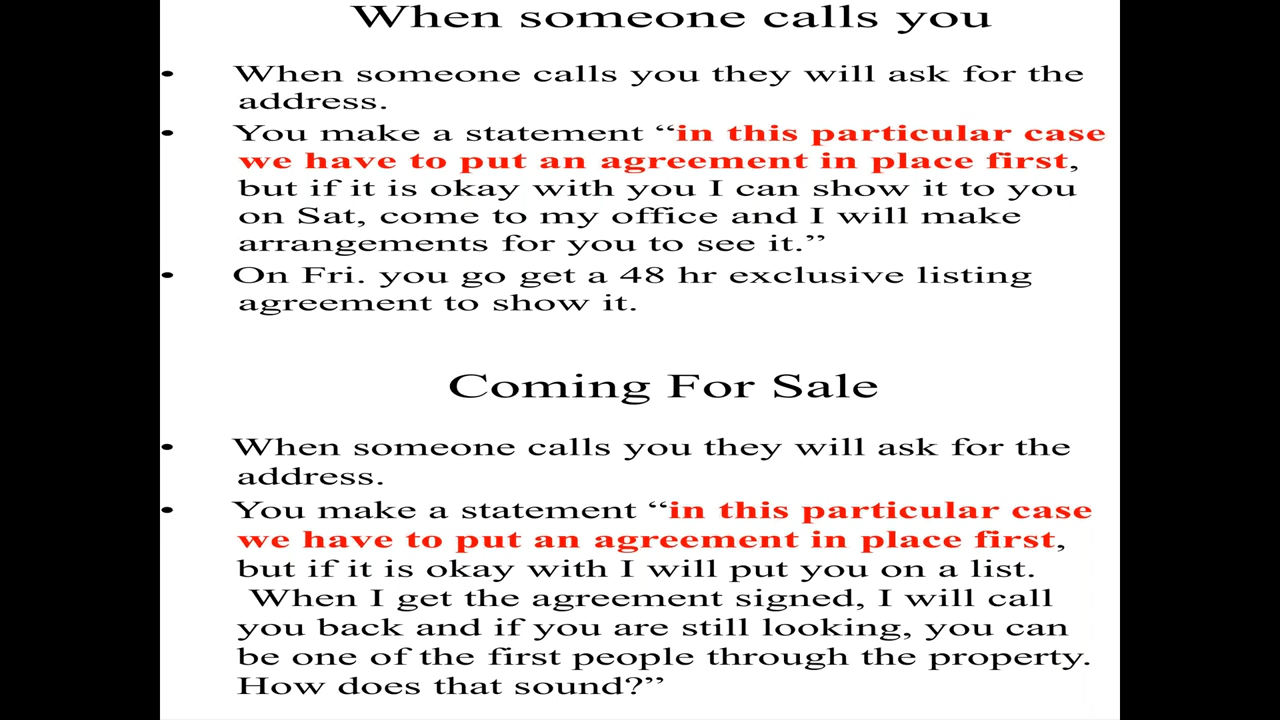 When someone calls you
• When someone calls you they will ask for the
address.
• You make a statement “in this particular case
we have to put an agreement in place first,
but if it is okay with you I can show it to you
on Sat, come to my office and I will make
arrangements for you to see it.”
• On Fri. you go get a 48 hr exclusive listing
agreement to show it.
Coming For Sale
• When someone calls you they will ask for the
address.
• You make a statement “in this particular case
we have to put an agreement in place first,
but if it is okay with I will put you on a list.
When I get the agreement signed, I will call
you back and if you are still looking, you can
be one of the first people through the property.
How does that sound?”